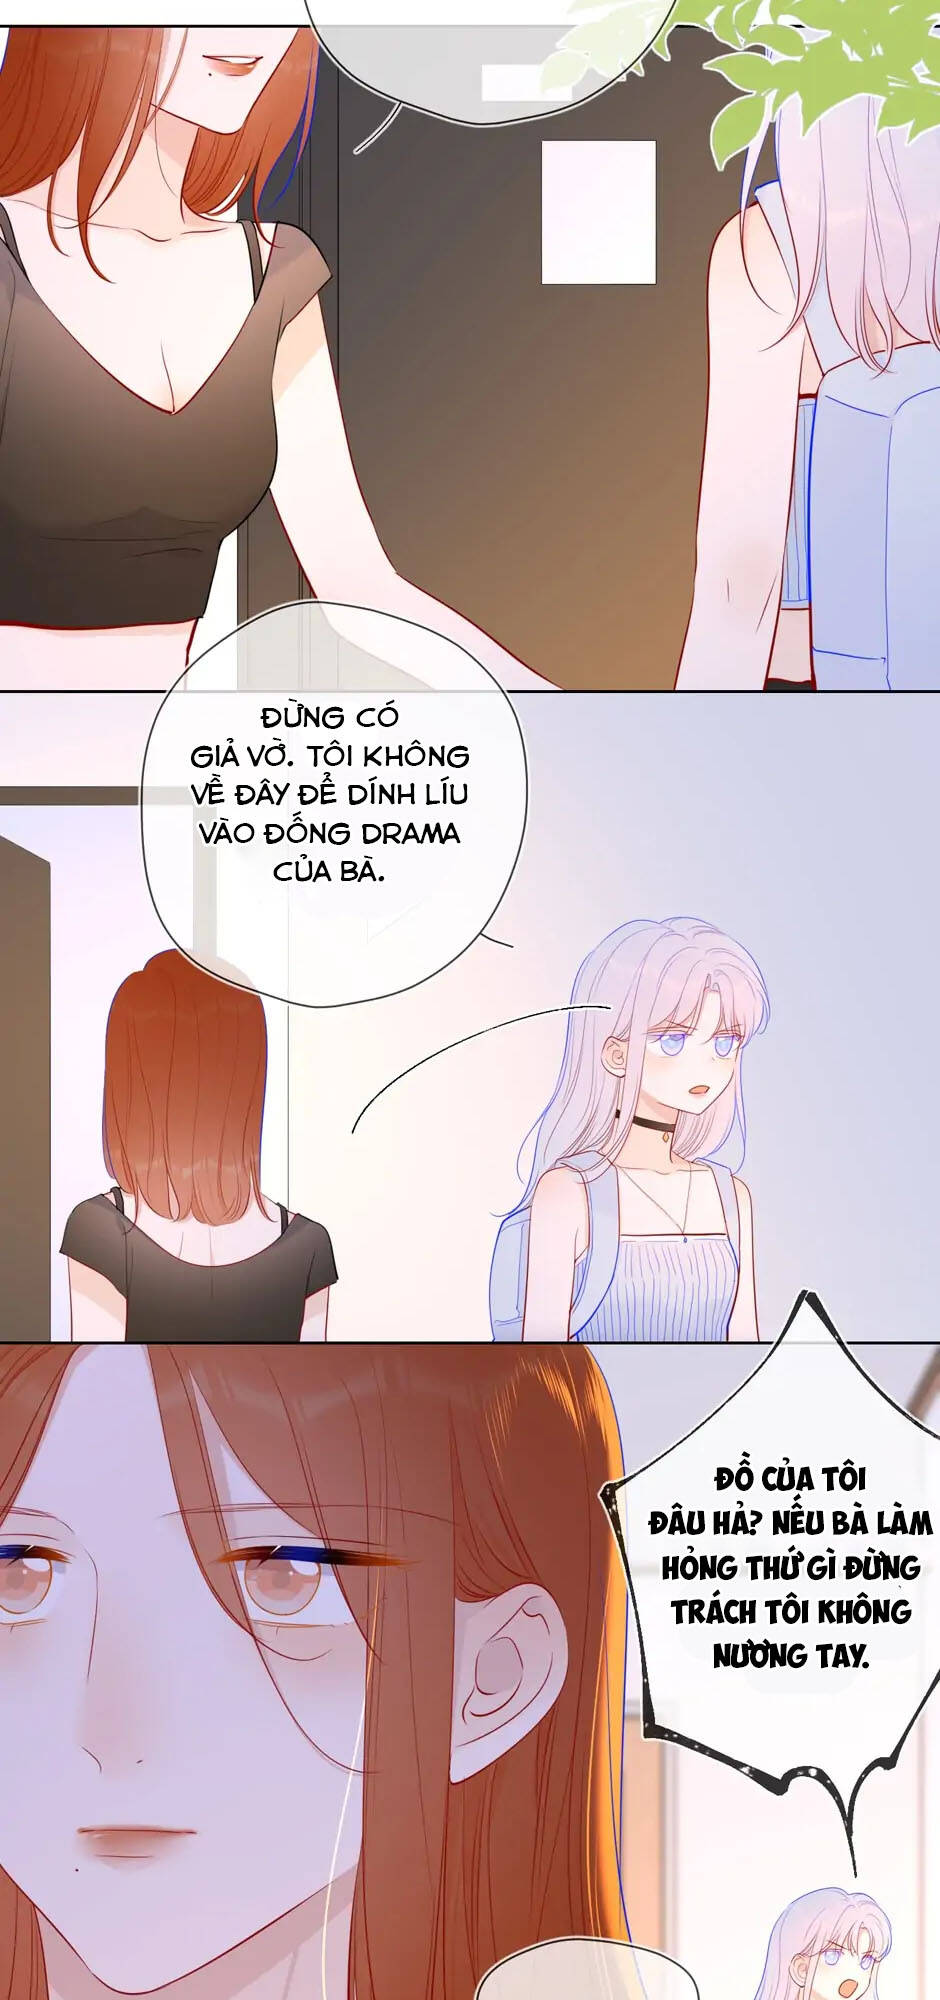 ĐỪNG CÓ
GIẢ VỜ. TÔI KHÔNG
VỀ ĐÂY ĐỂ DÍNH LÍU
VÀO ĐỐNG DRAMA
CỦA BÀ.
ĐỒ CỦA TÔI
ĐÂU HẢ? NẾU BÀ LÀM
HỎNG THỨ GÌ ĐỪNG
TRÁCH TÔI KHÔNG
NƯƠNG TAY.